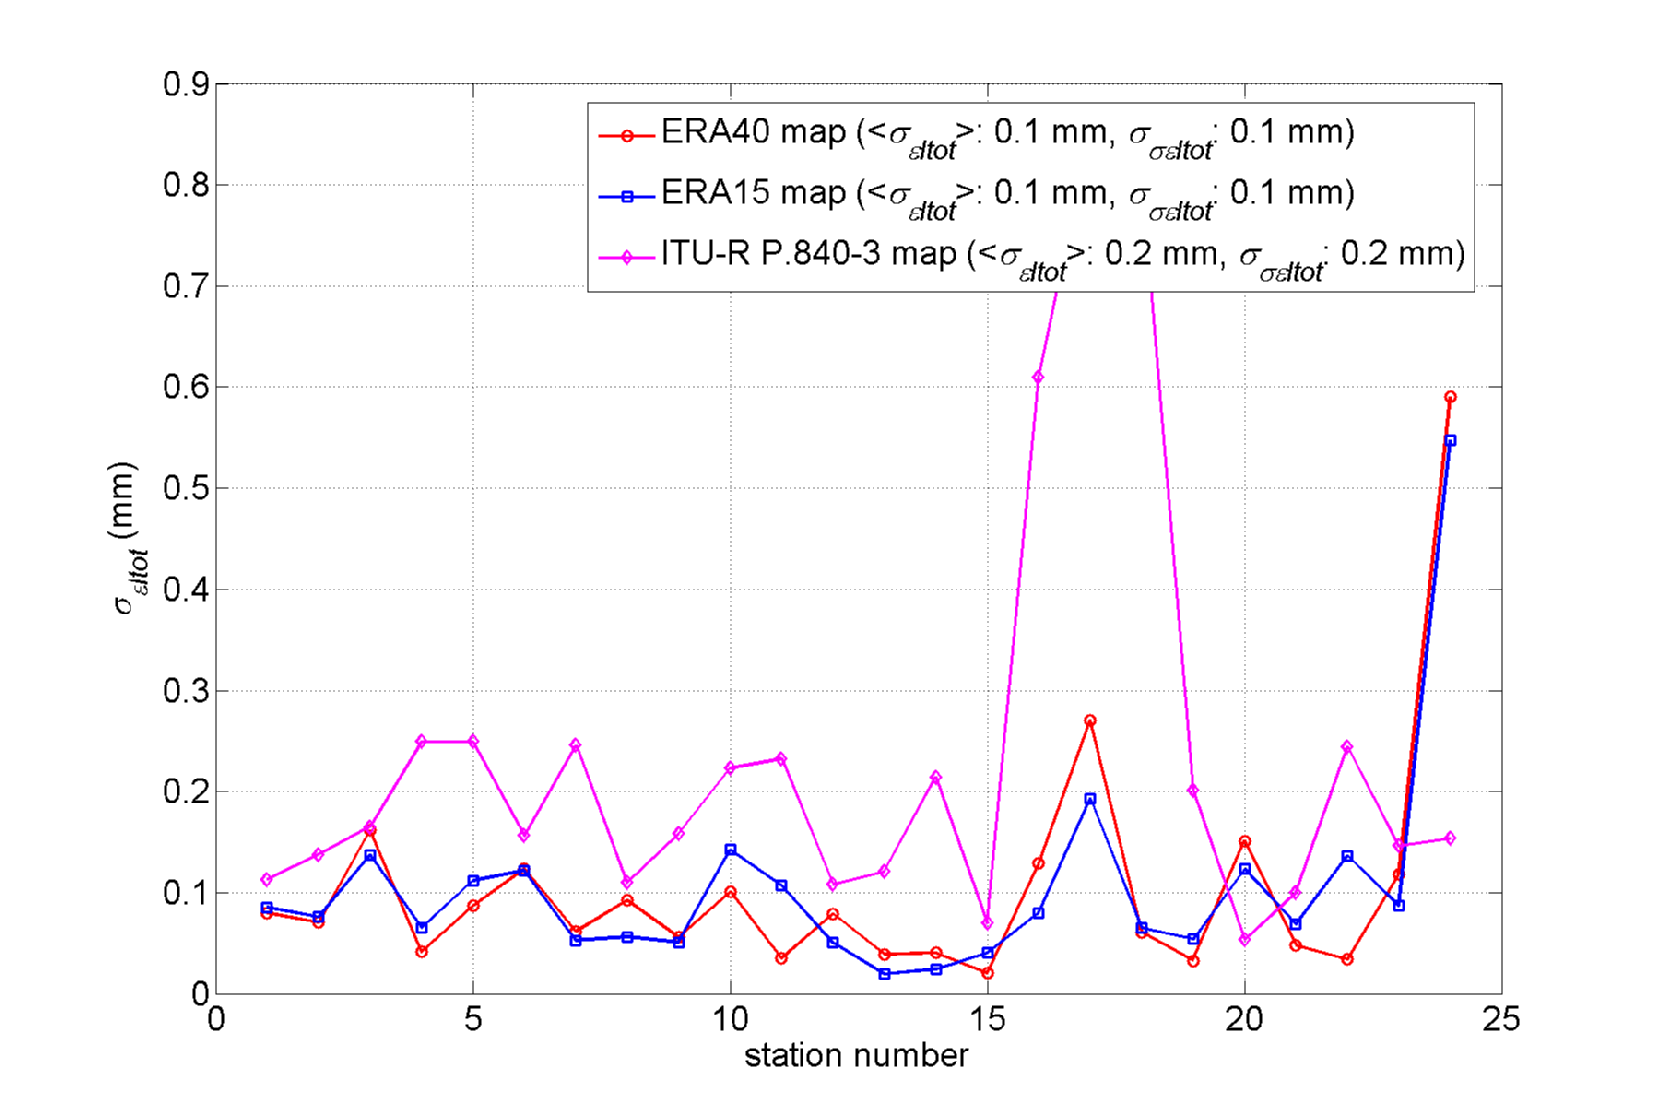 0.9
0.8
0.7
0.6
0.5
0.4
0.3
0.2
0.1
0
0 5 10 15 20 25
σεltot (mm)
station number
ERA40 map (<σεltot>: 0.1 mm, σσεltot: 0.1 mm)
ERA15 map (<σεltot>: 0.1 mm, σσεltot: 0.1 mm)
ITU-R P.840-3 map (<σεltot>: 0.2 mm, σσεltot: 0.2 mm)